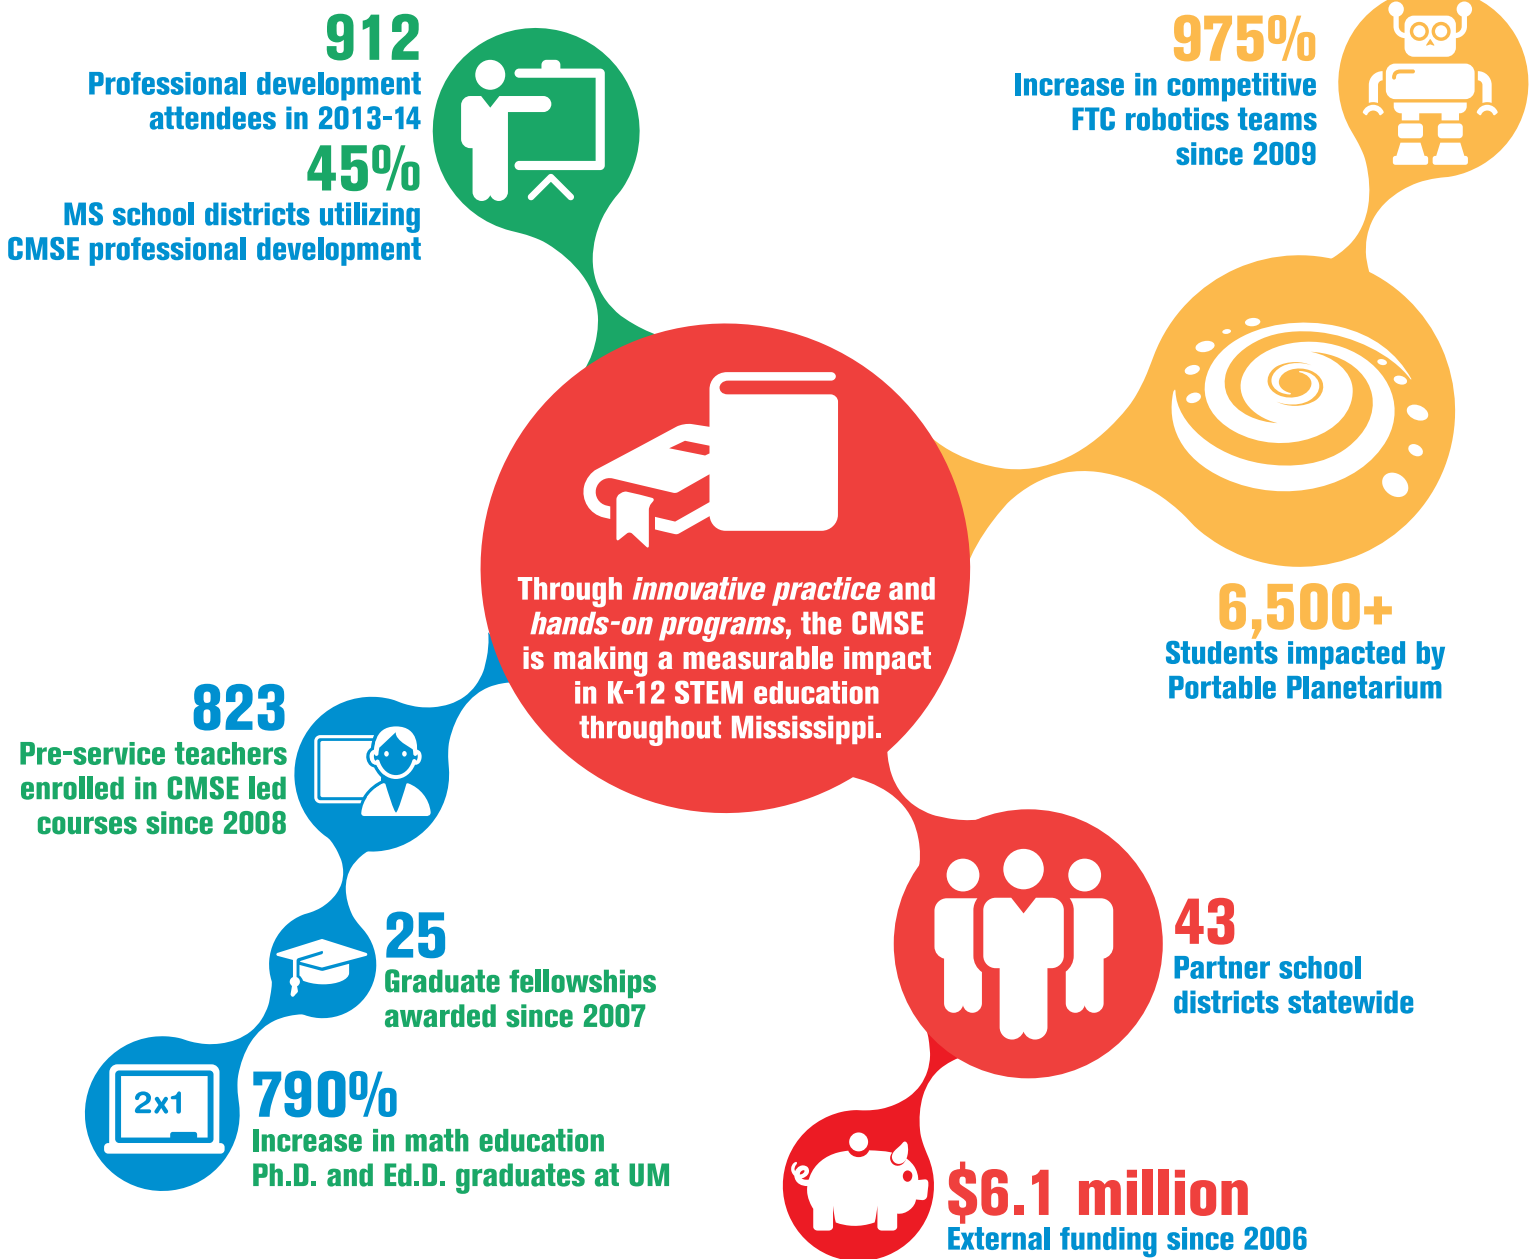 912
Professional development
attendees in 2013-14
45%
MS school districts utilizing
CMSE professional development
975%
Increase in competitive
FTC robotics teams
since 2009
6,500+
Students impacted by
Portable Planetarium
Through innovative practice and
hands-on programs, the CMSE
is making a measurable impact
in K-12 STEM education
throughout Mississippi.
823
Pre-service teachers
enrolled in CMSE led
courses since 2008
25
Graduate fellowships
awarded since 2007
2x1
790%
Increase in math education
Ph.D. and Ed.D. graduates at UM
43
Partner school
districts statewide
$6.1 million
External funding since 2006